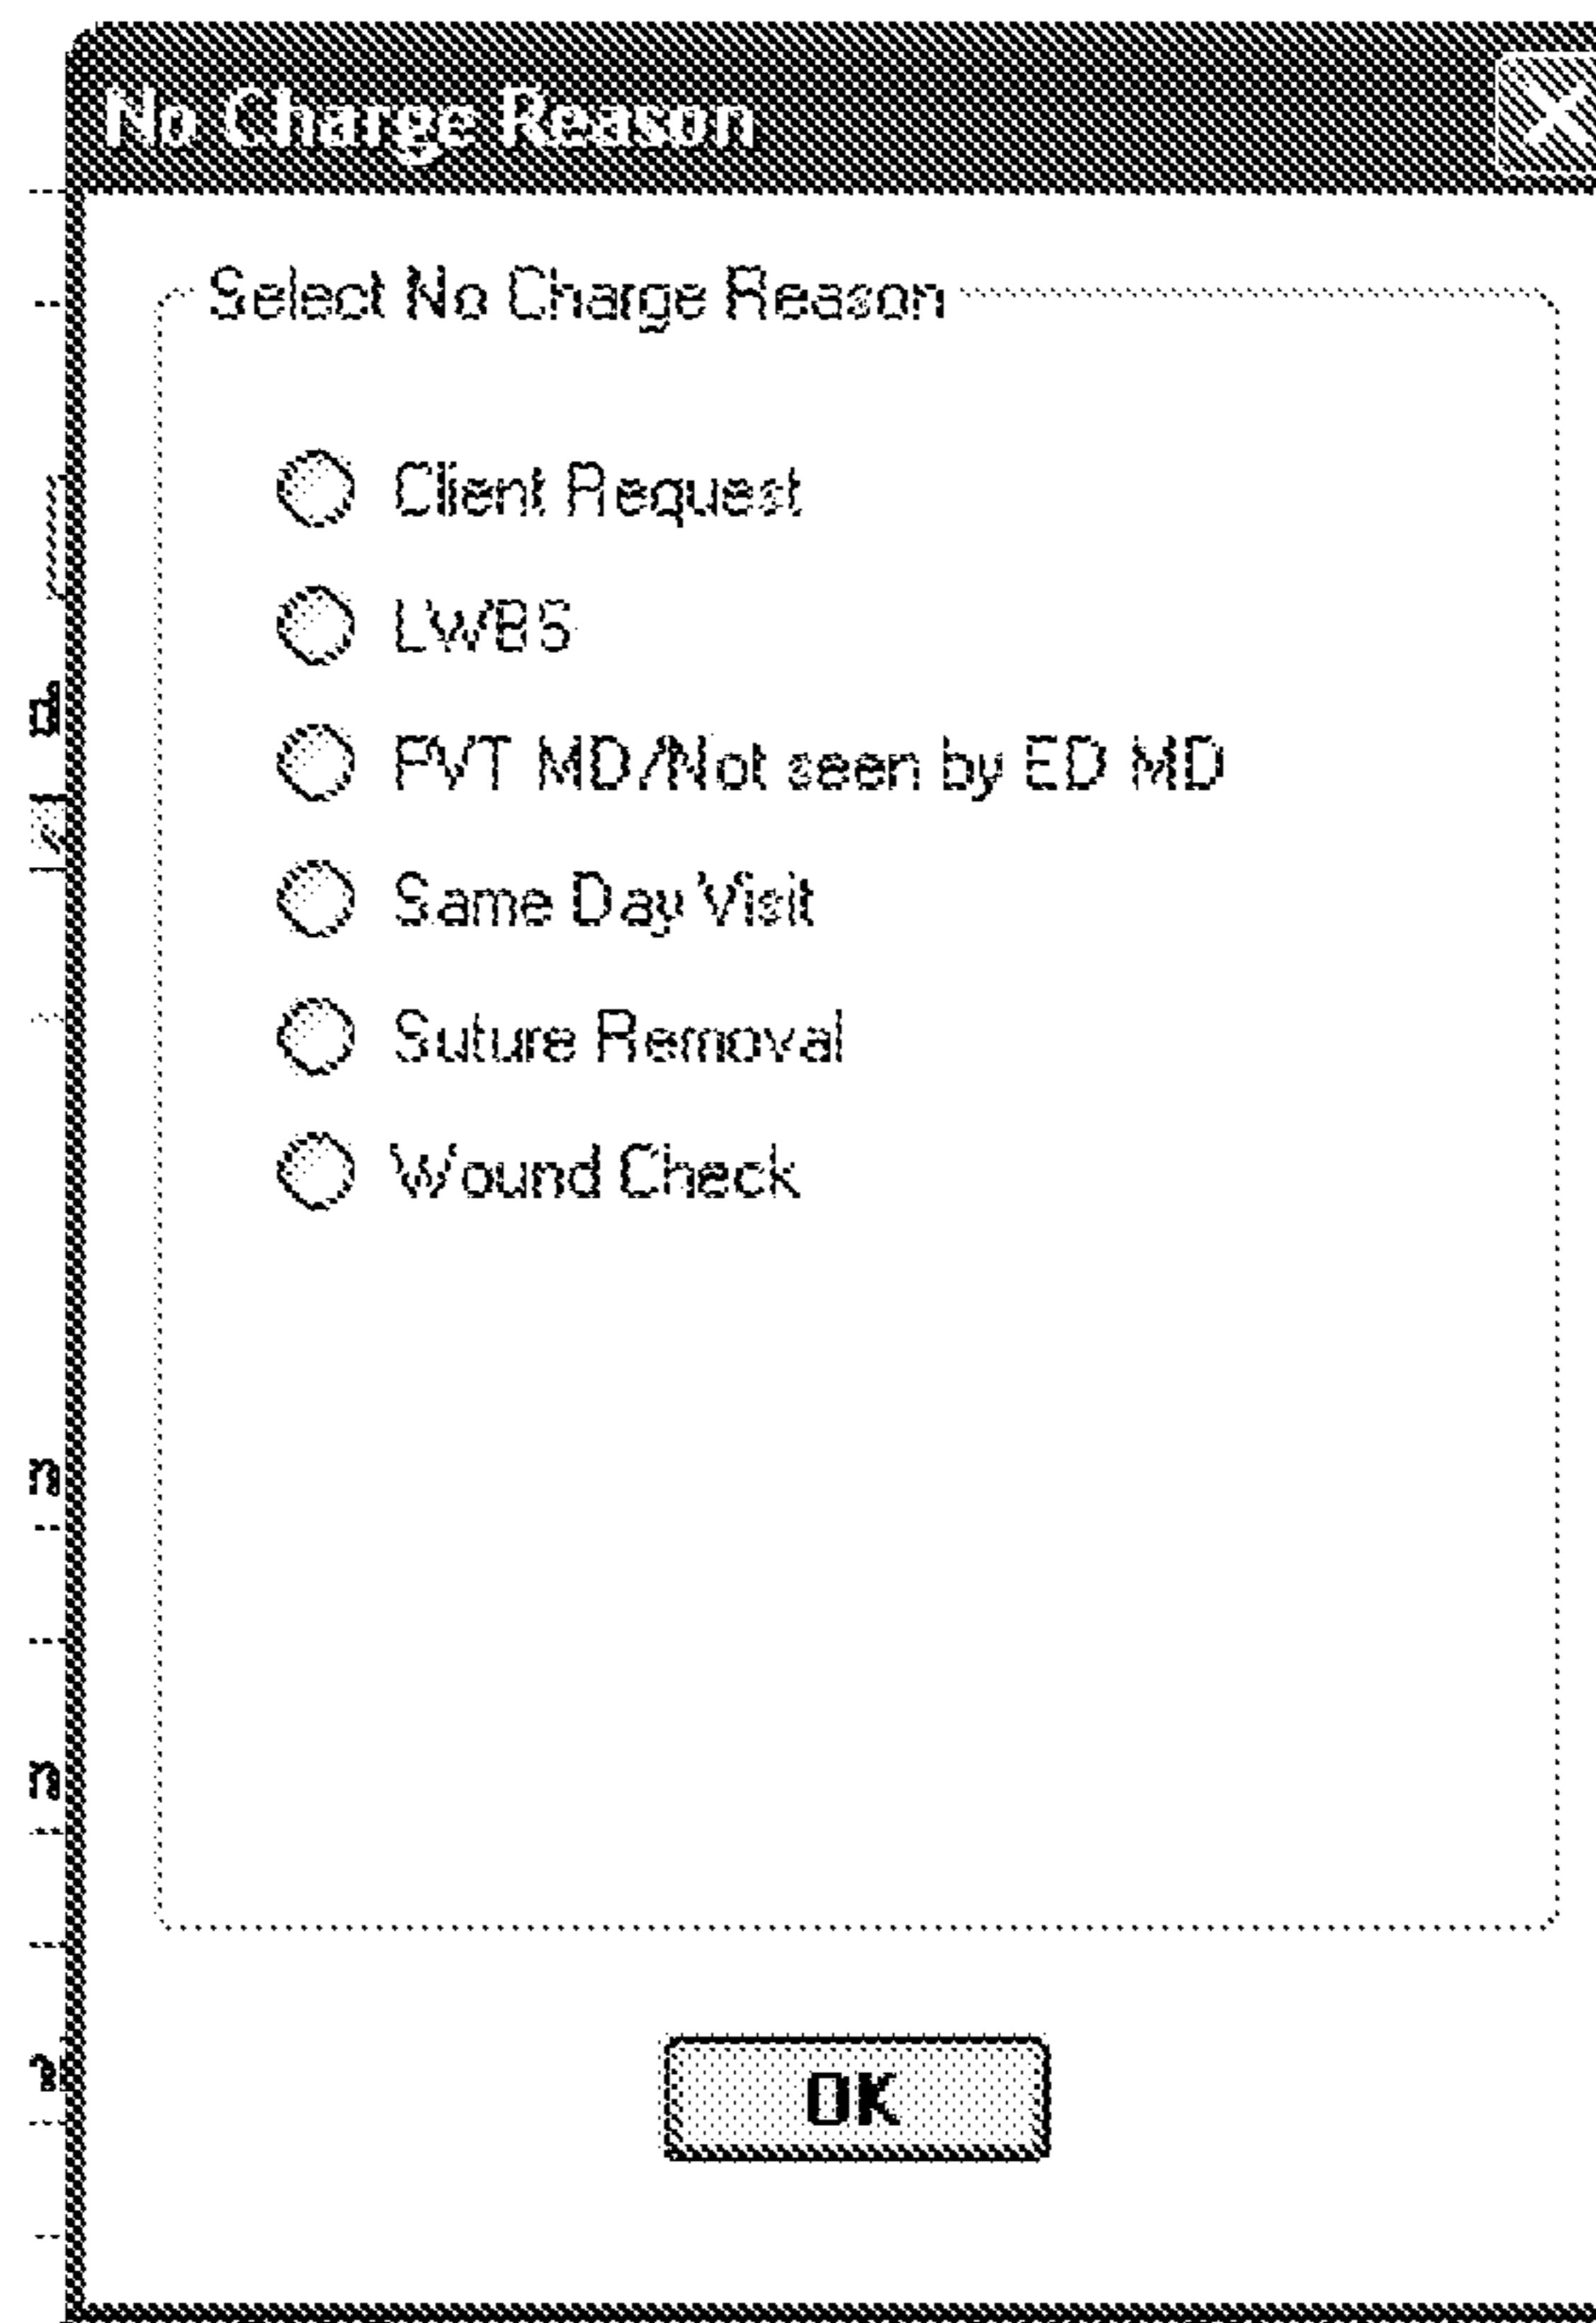 No Charge Reason
Select No Charge Reason
Client Request
LWBS
PVT MD/Not seen by ED MD
Same Day Visit
Suture Removal
Wound Check
OK